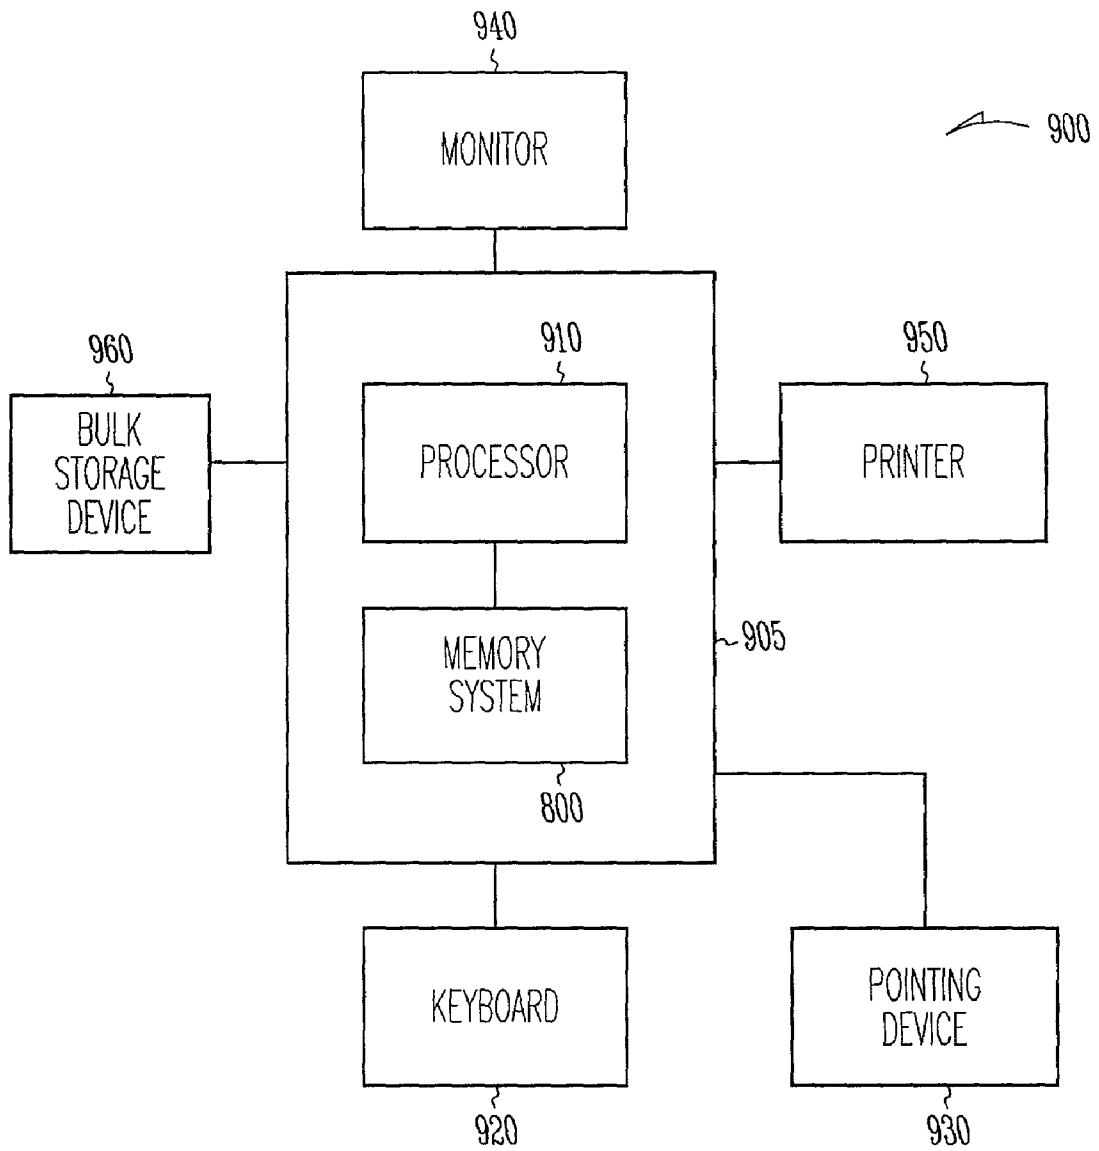 940
MONITOR
900
960
BULK
STORAGE
DEVICE
910
PROCESSOR
950
PRINTER
MEMORY
SYSTEM
905
800
KEYBOARD
920
POINTING
DEVICE
930